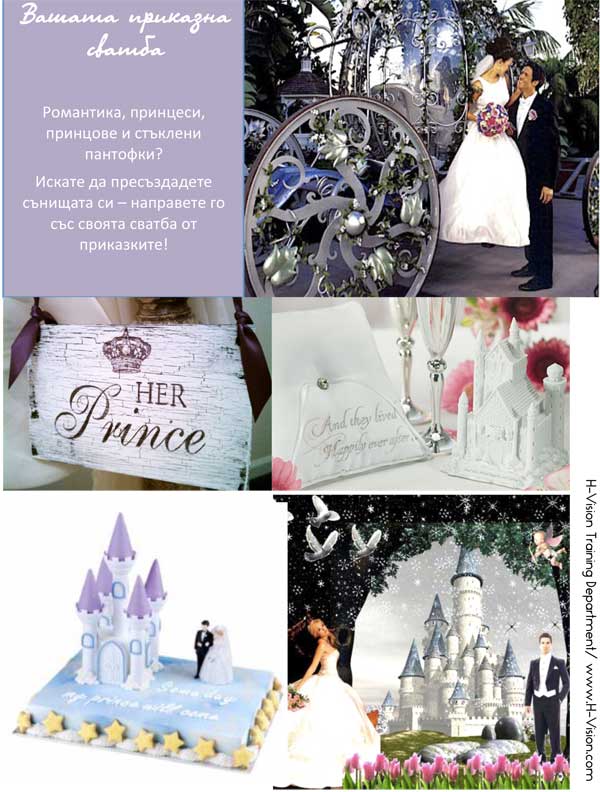 Вашата приказна
сватба
Романтика, принцеси,
принцове и стъклени
пантофки?
Искате да пресъздадете
сънищата си – направете го
със своята сватба от
приказките!
HER
Prince
And they lived
Happily ever after...
Some day
my prince will come
H-Vision Training Department/ www.H-Vision.com